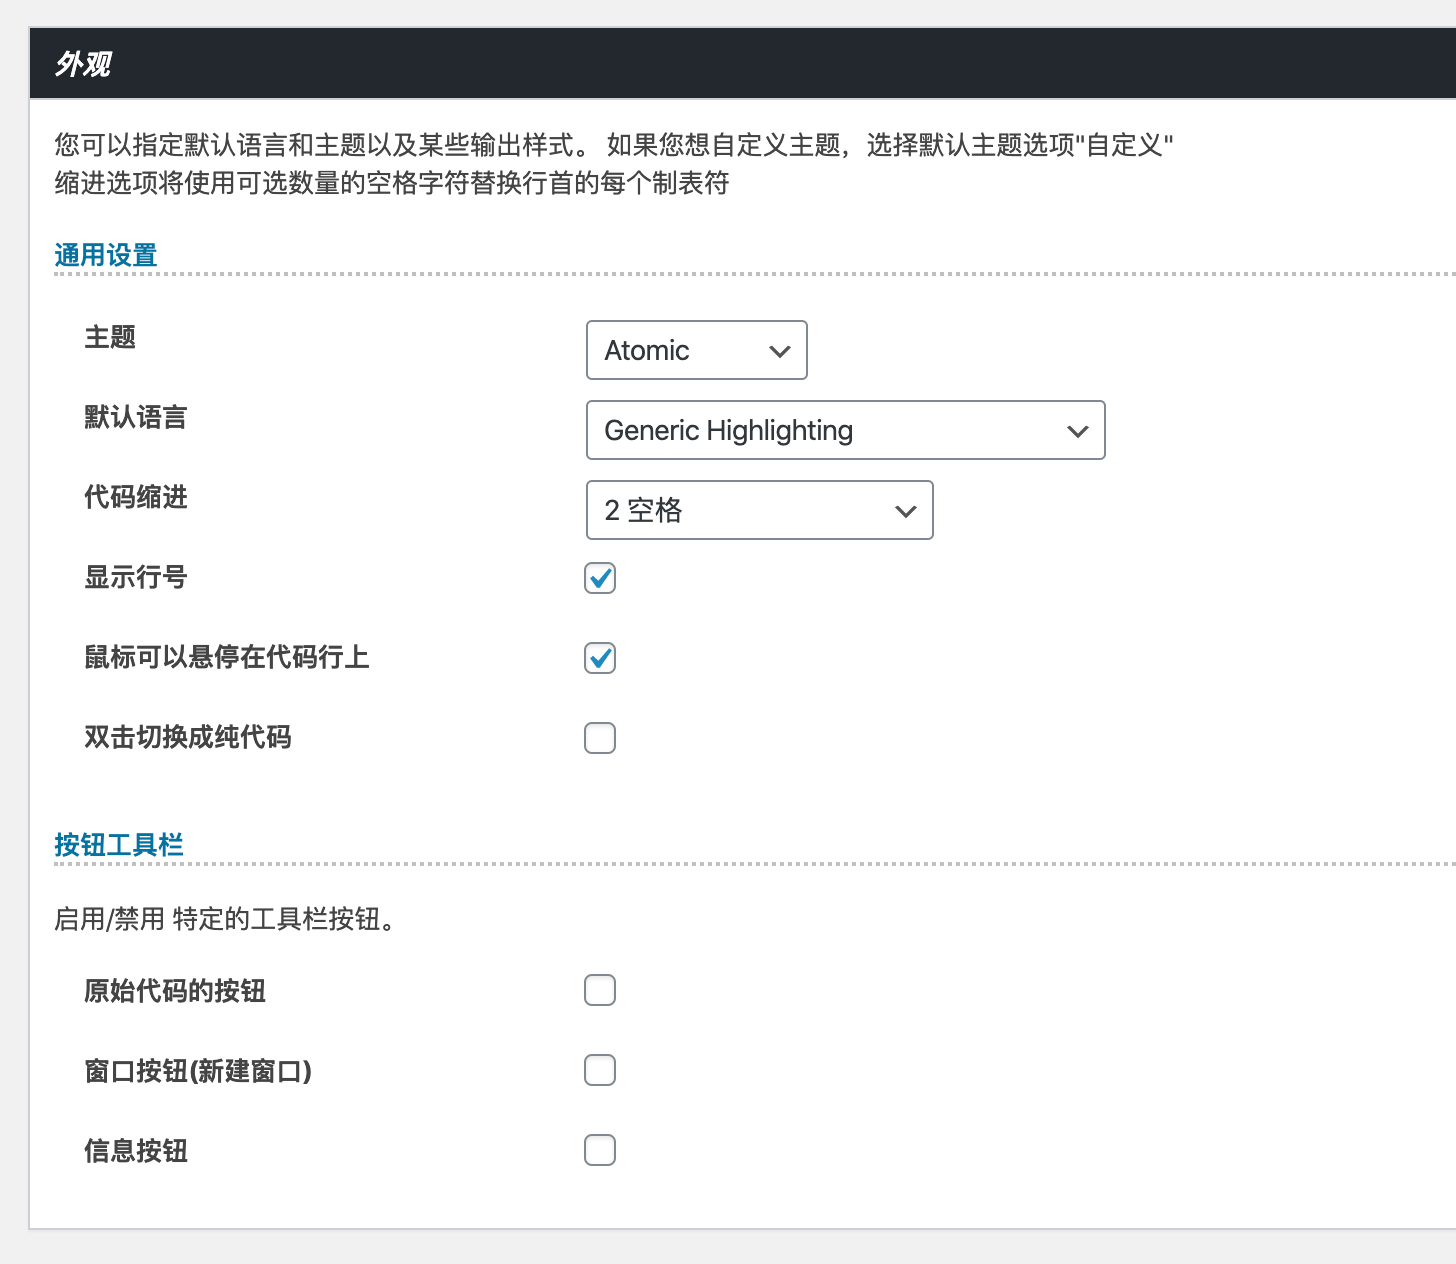 外观
您可以指定默认语言和主题以及某些输出样式。 如果您想自定义主题，选择默认主题选项"自定义"
缩进选项将使用可选数量的空格字符替换行首的每个制表符
通用设置
主题
Atomic
默认语言
Generic Highlighting
代码缩进
2 空格
显示行号
鼠标可以悬停在代码行上
双击切换成纯代码
按钮工具栏
启用/禁用 特定的工具栏按钮。
原始代码的按钮
窗口按钮(新建窗口)
信息按钮